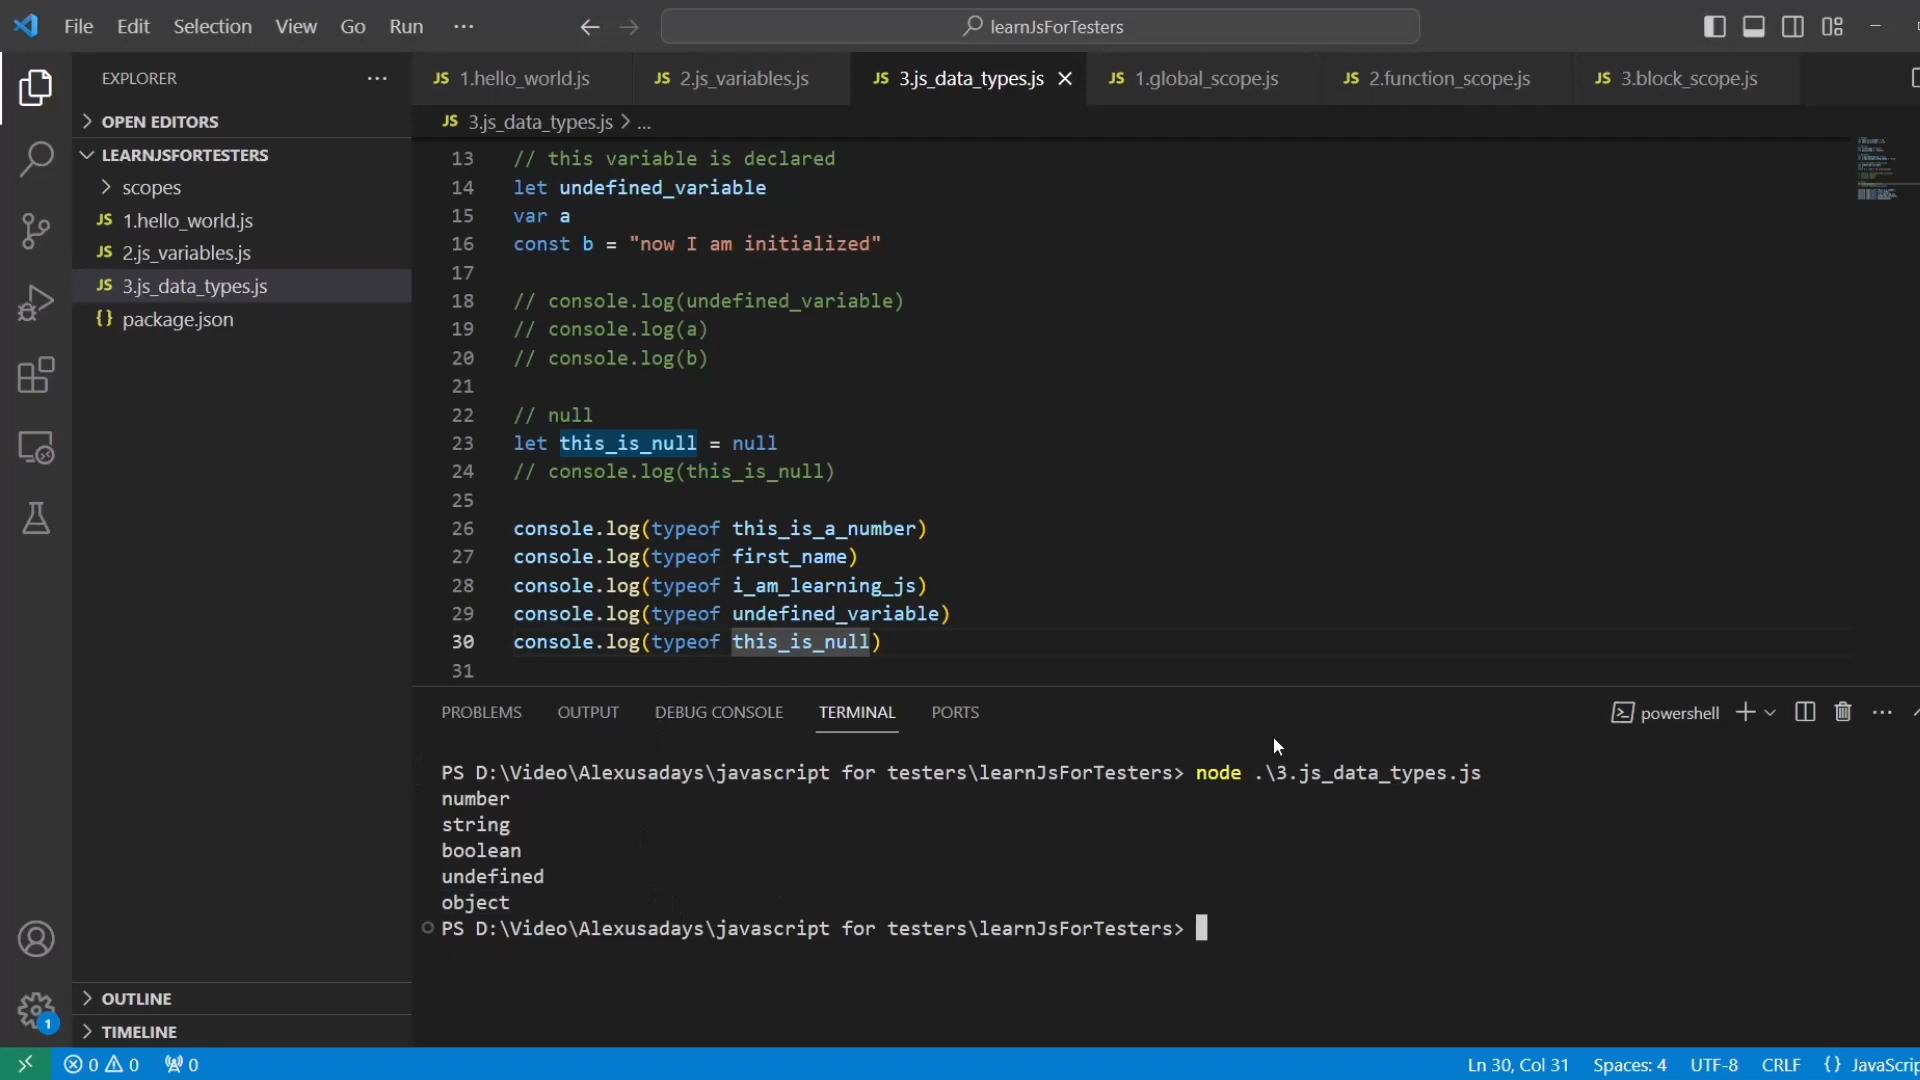 File Edit Selection View Go Run ···
learnJsForTesters
EXPLORER ···
OPEN EDITORS
LEARNJSFORTESTERS
scopes
JS 1.hello_world.js
JS 2.js_variables.js
JS 3.js_data_types.js
{} package.json
OUTLINE
TIMELINE
JS 1.hello_world.js JS 2.js_variables.js JS 3.js_data_types.js JS 1.global_scope.js JS 2.function_scope.js JS 3.block_scope.js
JS 3.js_data_types.js > ...
13 // this variable is declared
14 let undefined_variable
15 var a
16 const b = "now I am initialized"
17
18 // console.log(undefined_variable)
19 // console.log(a)
20 // console.log(b)
21
22 // null
23 let this_is_null = null
24 // console.log(this_is_null)
25
26 console.log(typeof this_is_a_number)
27 console.log(typeof first_name)
28 console.log(typeof i_am_learning_js)
29 console.log(typeof undefined_variable)
30 console.log(typeof this_is_null)
31
PROBLEMS OUTPUT DEBUG CONSOLE TERMINAL PORTS powershell ···
PS D:\Video\Alexusadays\javascript for testers\learnJsForTesters> node .\3.js_data_types.js
number
string
boolean
undefined
object
PS D:\Video\Alexusadays\javascript for testers\learnJsForTesters>
1
0 0 0 Ln 30, Col 31 Spaces: 4 UTF-8 CRLF {} JavaScrip